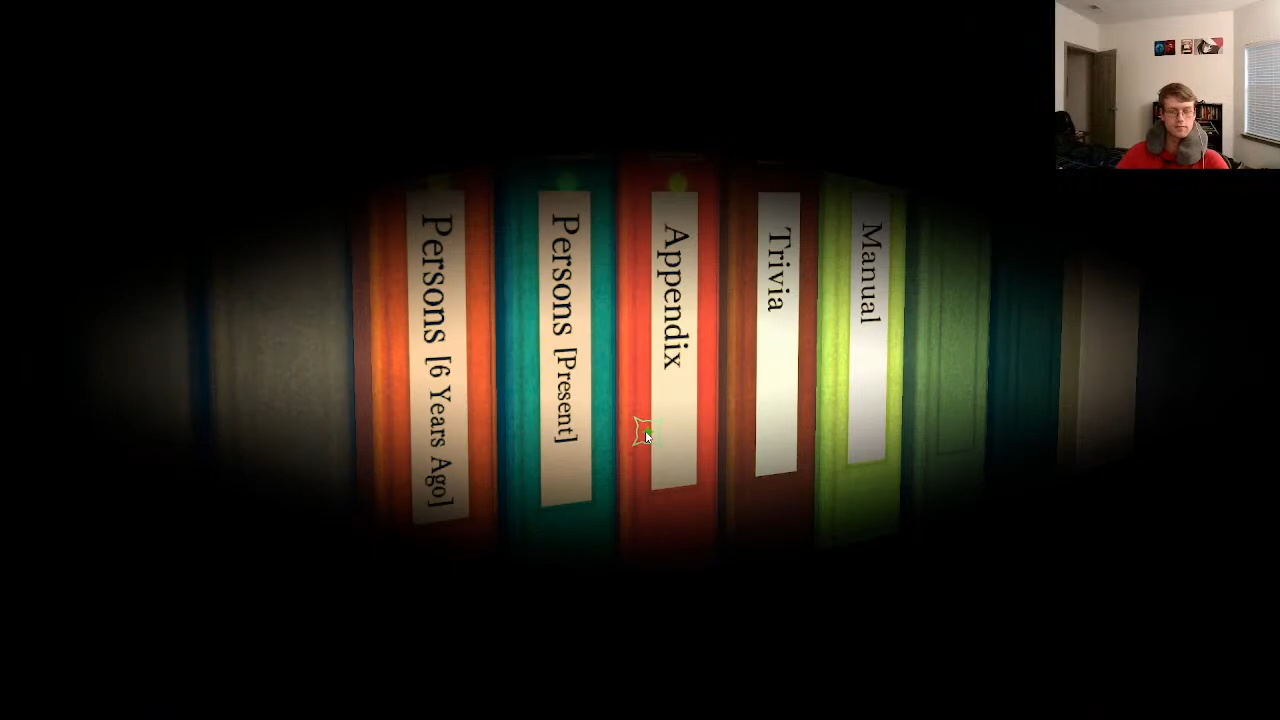 Persons [6 Years Ago]
Persons [Present]
Appendix
Trivia
Manual